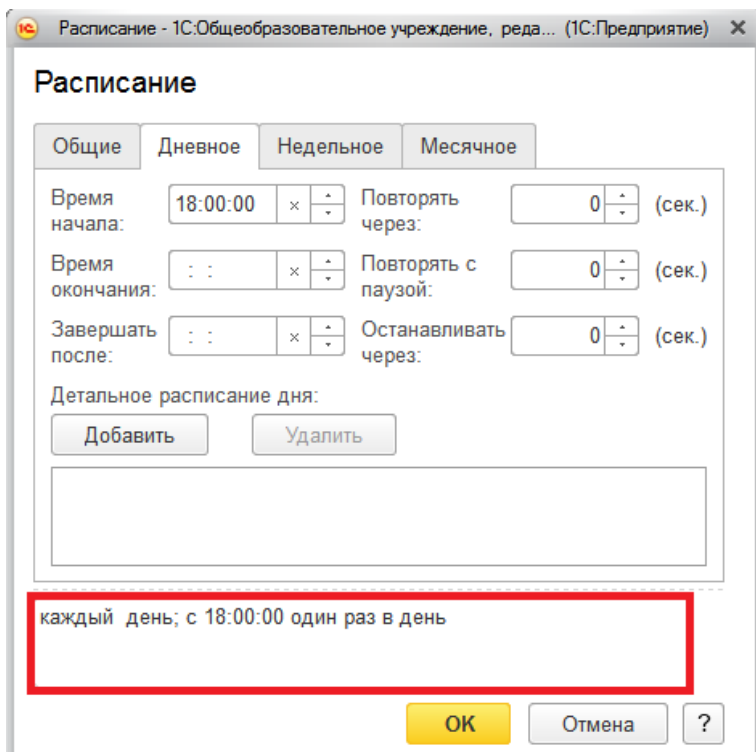 1С Расписание - 1С:Общеобразовательное учреждение, реда... (1С:Предприятие) ×
Расписание
Общие Дневное Недельное Месячное
Время начала: 18:00:00 × Повторять через: 0 (сек.)
Время окончания: : : × Повторять с паузой: 0 (сек.)
Завершать после: : : × Останавливать через: 0 (сек.)
Детальное расписание дня:
Добавить Удалить
каждый день; с 18:00:00 один раз в день
ОК Отмена ?